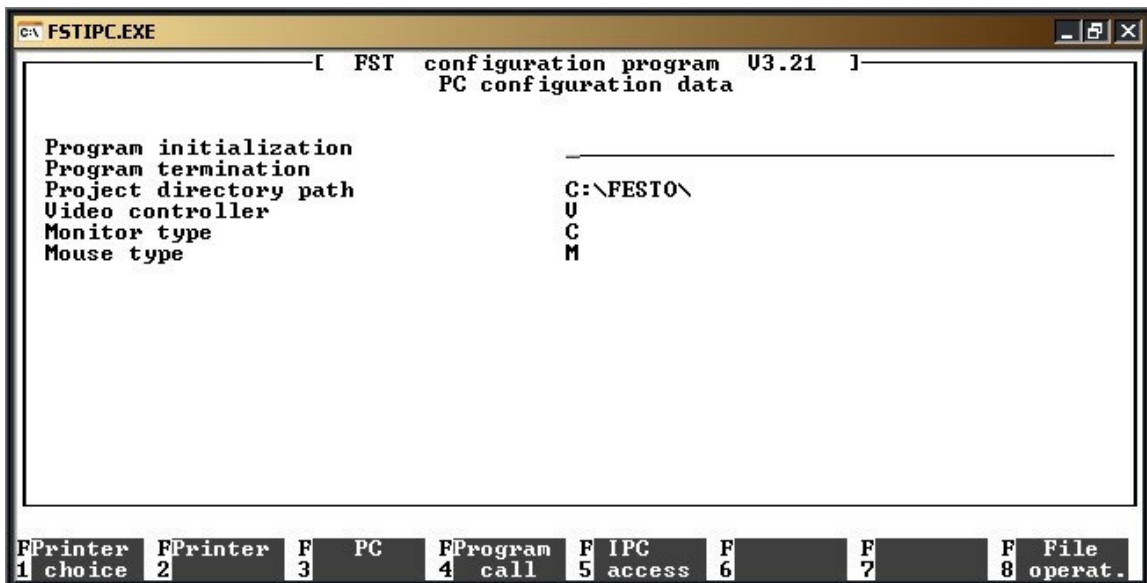 C:\ FSTIPC.EXE
[ FST configuration program V3.21 ]
PC configuration data
Program initialization _
Program termination
Project directory path C:\FESTO\
Video controller V
Monitor type C
Mouse type M
F1 Printer choice F2 Printer F3 PC F4 Program call F5 IPC access F6 F7 F8 File operat.